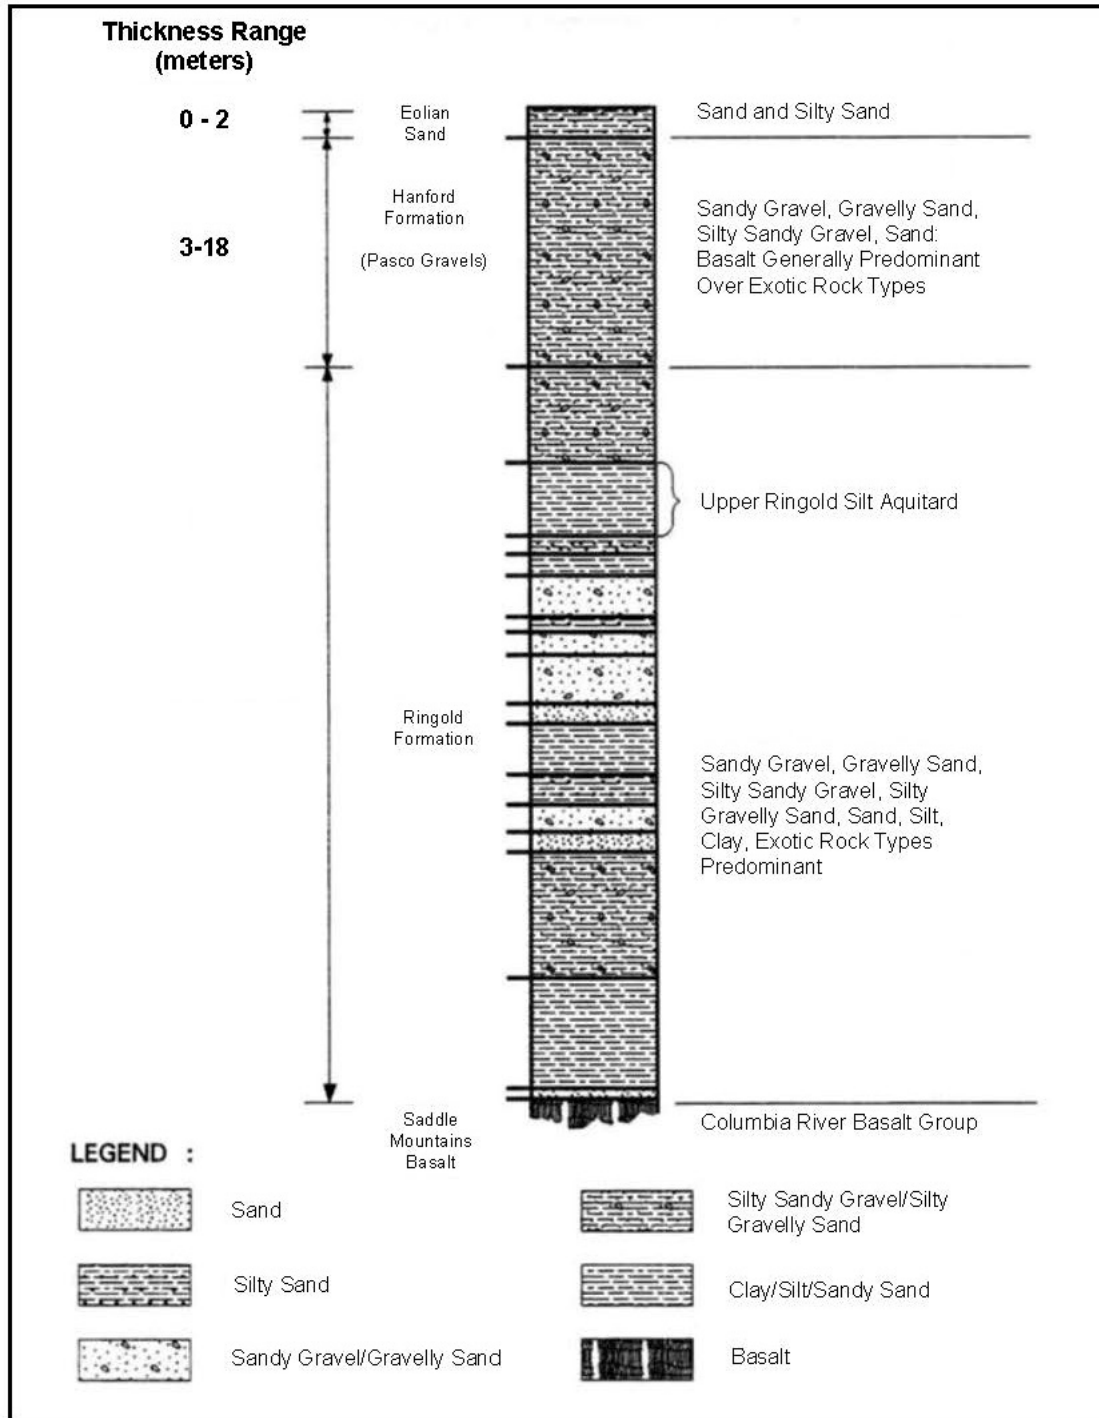 Thickness Range
(meters)
0 - 2
Eolian
Sand
Sand and Silty Sand
3-18
Hanford
Formation
(Pasco Gravels)
Sandy Gravel, Gravelly Sand,
Silty Sandy Gravel, Sand:
Basalt Generally Predominant
Over Exotic Rock Types
Upper Ringold Silt Aquitard
Ringold
Formation
Sandy Gravel, Gravelly Sand,
Silty Sandy Gravel, Silty
Gravelly Sand, Sand, Silt,
Clay, Exotic Rock Types
Predominant
Saddle
Mountains
Basalt
Columbia River Basalt Group
LEGEND :
Sand
Silty Sand
Sandy Gravel/Gravelly Sand
Silty Sandy Gravel/Silty
Gravelly Sand
Clay/Silt/Sandy Sand
Basalt